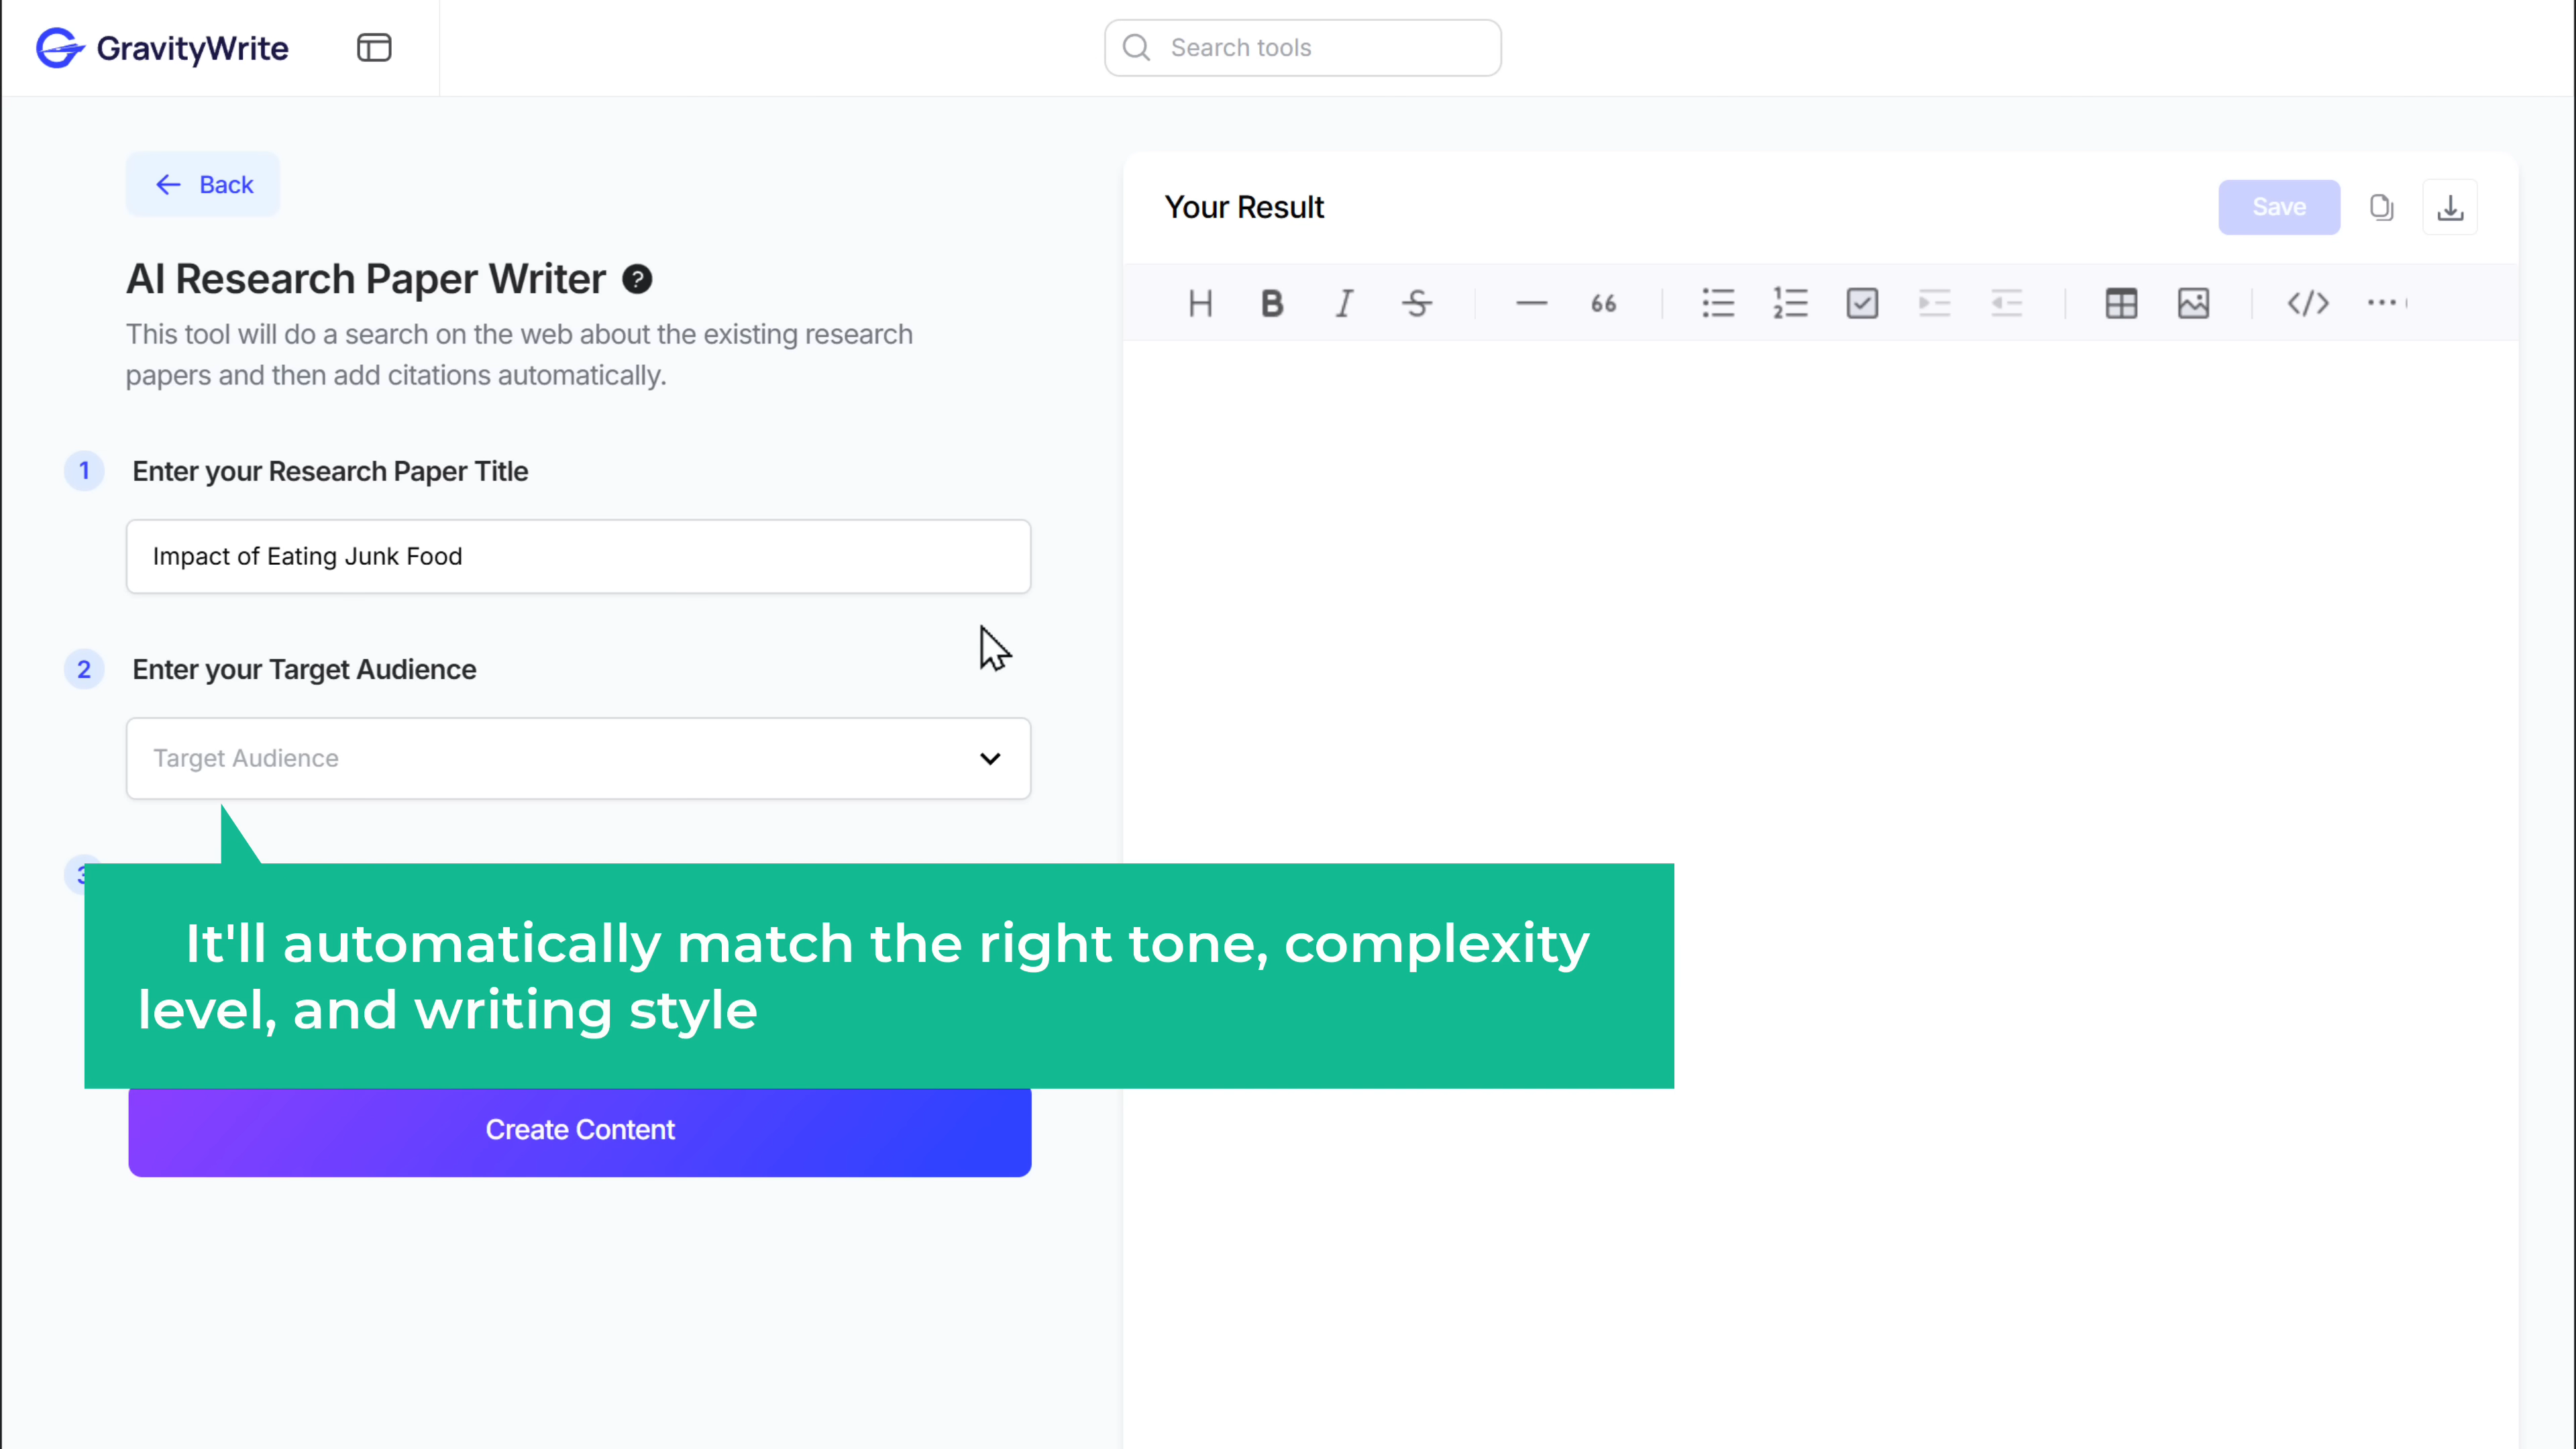 GravityWrite
Search tools
Back
AI Research Paper Writer ?
This tool will do a search on the web about the existing research
papers and then add citations automatically.
1 Enter your Research Paper Title
Impact of Eating Junk Food
2 Enter your Target Audience
Target Audience
3
It'll automatically match the right tone, complexity
level, and writing style
Create Content
Your Result
Save